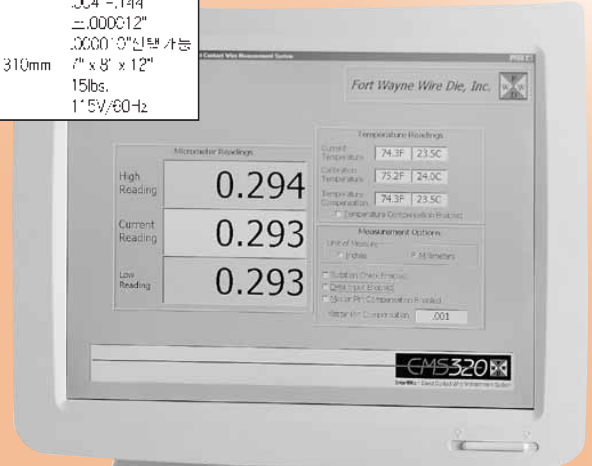 .004"-.144"
±.000012"
.000010"선택가능
310mm 7" x 8" x 12"
15lbs.
115V/60Hz
Contact Wire Measurement System
Fort Wayne Wire Die, Inc.
Micrometer Readings
High Reading 0.294
Current Reading 0.293
Low Reading 0.293
Temperature Readings
Current Temperature 74.3F 23.5C
Calibration Temperature 75.2F 24.0C
Temperature Compensation 74.3F 23.5C
Temperature Compensation Enabled
Measurement Options
Unit of Measure
Inches Millimeters
Rotation Check Enabled
Data Input Enabled
Master Pin Compensation Enabled
Master Pin Compensation .001
CMS320